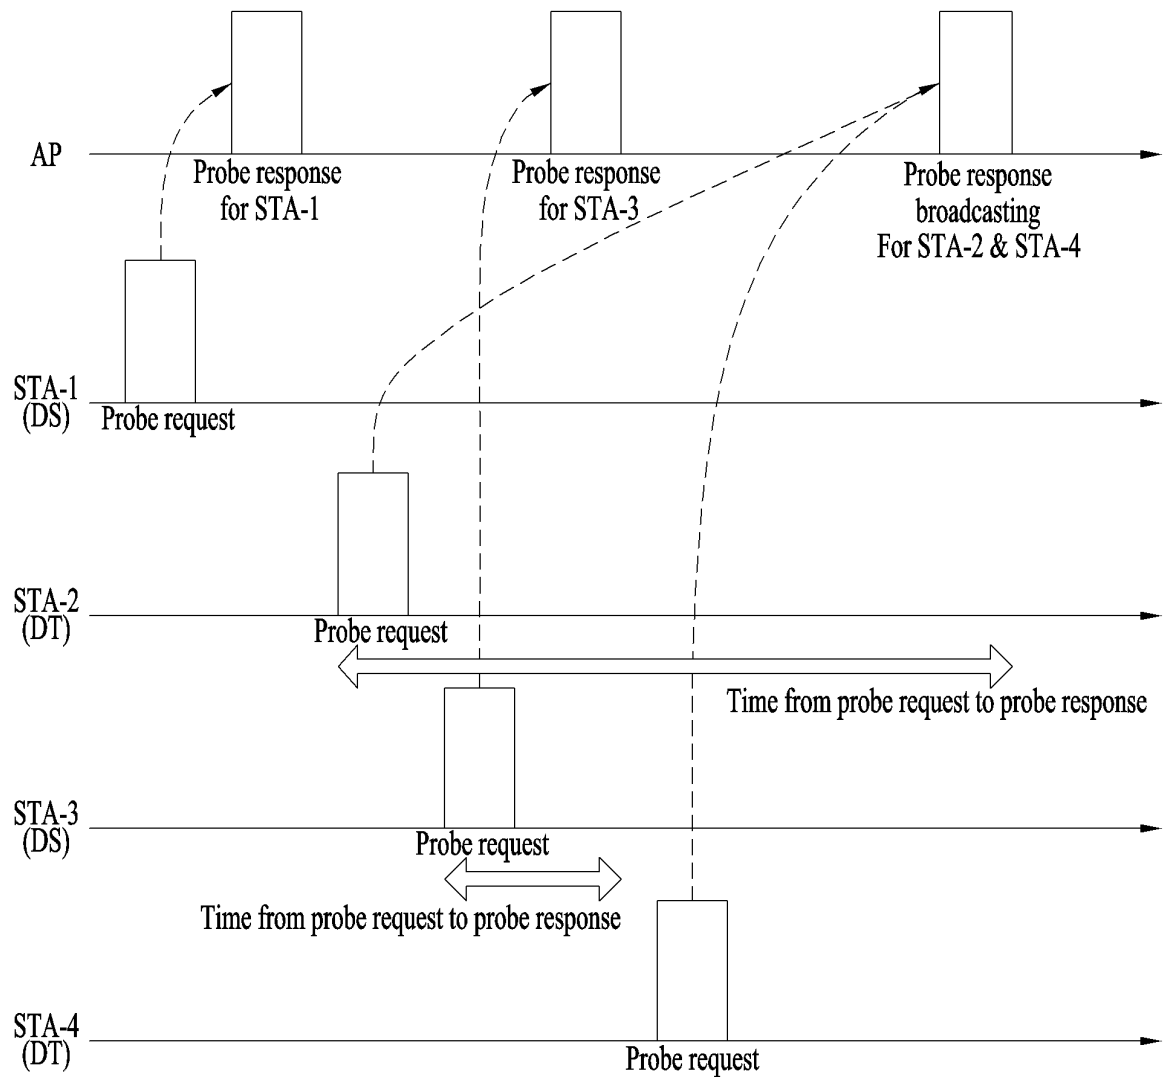 AP
Probe response
for STA-1
Probe response
for STA-3
Probe response
broadcasting
For STA-2 & STA-4
STA-1
(DS)
Probe request
STA-2
(DT)
Probe request
Time from probe request to probe response
STA-3
(DS)
Probe request
Time from probe request to probe response
STA-4
(DT)
Probe request